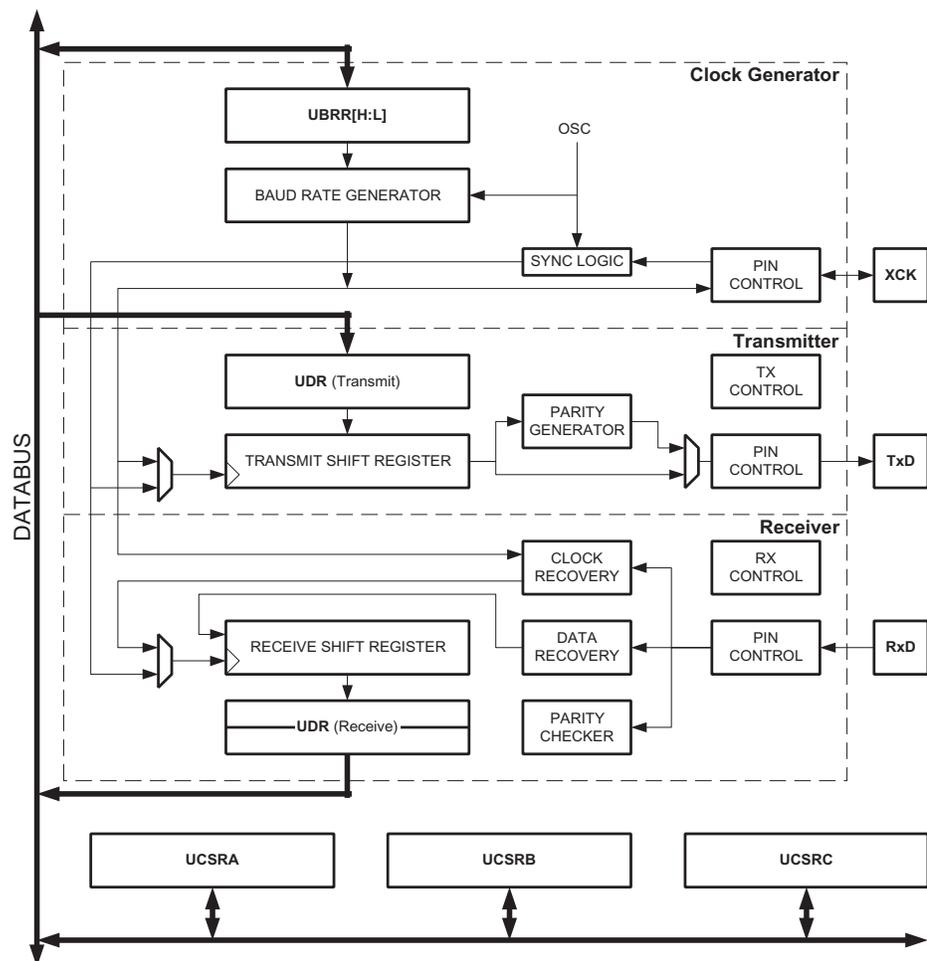 Clock Generator
UBRR[H:L]
OSC
BAUD RATE GENERATOR
SYNC LOGIC
PIN
CONTROL
XCK
Transmitter
UDR (Transmit)
TX
CONTROL
PARITY
GENERATOR
TRANSMIT SHIFT REGISTER
PIN
CONTROL
TxD
DATABUS
Receiver
CLOCK
RECOVERY
RX
CONTROL
RECEIVE SHIFT REGISTER
DATA
RECOVERY
PIN
CONTROL
RxD
UDR (Receive)
PARITY
CHECKER
UCSRA
UCSRB
UCSRC